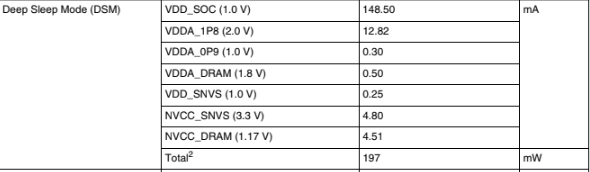 Deep Sleep Mode (DSM) VDD_SOC (1.0 V) 148.50 mA
VDDA_1P8 (2.0 V) 12.82
VDDA_0P9 (1.0 V) 0.30
VDDA_DRAM (1.8 V) 0.50
VDD_SNVS (1.0 V) 0.25
NVCC_SNVS (3.3 V) 4.80
NVCC_DRAM (1.17 V) 4.51
Total² 197 mW